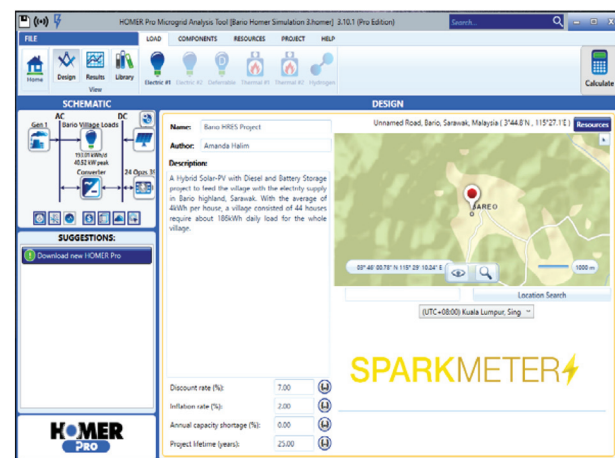 HOMER Pro Microgrid Analysis Tool [Bario Homer Simulation 3.homer] 3.10.1 (Pro Edition)
Search...
FILE
LOAD COMPONENTS RESOURCES PROJECT HELP
Home Design Results Library
View
Electric #1 Electric #2 Deferrable Thermal #1 Thermal #2 Hydrogen
Calculate
SCHEMATIC
DESIGN
AC DC
Gen 1 Bario Village Loads
40.52 kW peak
Converter
SUGGESTIONS:
Download new HOMER Pro
HOMER
PRO
Name: Bario HRES Project
Author: Amanda Halim
Description:
A Hybrid Solar-PV with Diesel and Battery Storage
project to feed the village with the electrity supply
in Bario highland, Sarawak. With the average of
4kWh per house, a village consisted of 44 houses
require about 186kWh daily load for the whole
village.
Discount rate (%): 7.00
Inflation rate (%): 2.00
Annual capacity shortage (%): 0.00
Project lifetime (years): 25.00
Unnamed Road, Bario, Sarawak, Malaysia ( 3°44.8'N , 115°27.1'E )
Resources
BAREO
1000 m
Location Search
(UTC+08:00) Kuala Lumpur, Sing
SPARKMETER